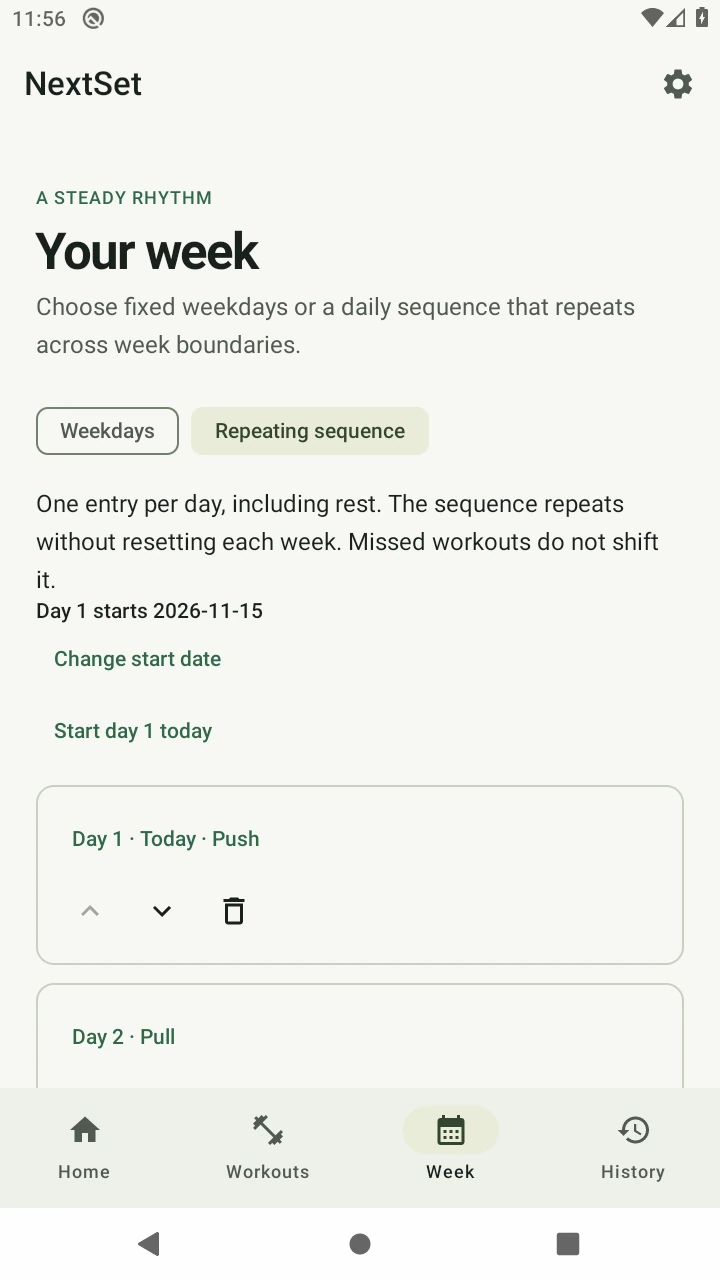 11:56
NextSet
A STEADY RHYTHM
Your week
Choose fixed weekdays or a daily sequence that repeats
across week boundaries.
Weekdays
Repeating sequence
One entry per day, including rest. The sequence repeats
without resetting each week. Missed workouts do not shift
it.
Day 1 starts 2026-11-15
Change start date
Start day 1 today
Day 1 · Today · Push
Day 2 · Pull
Home
Workouts
Week
History